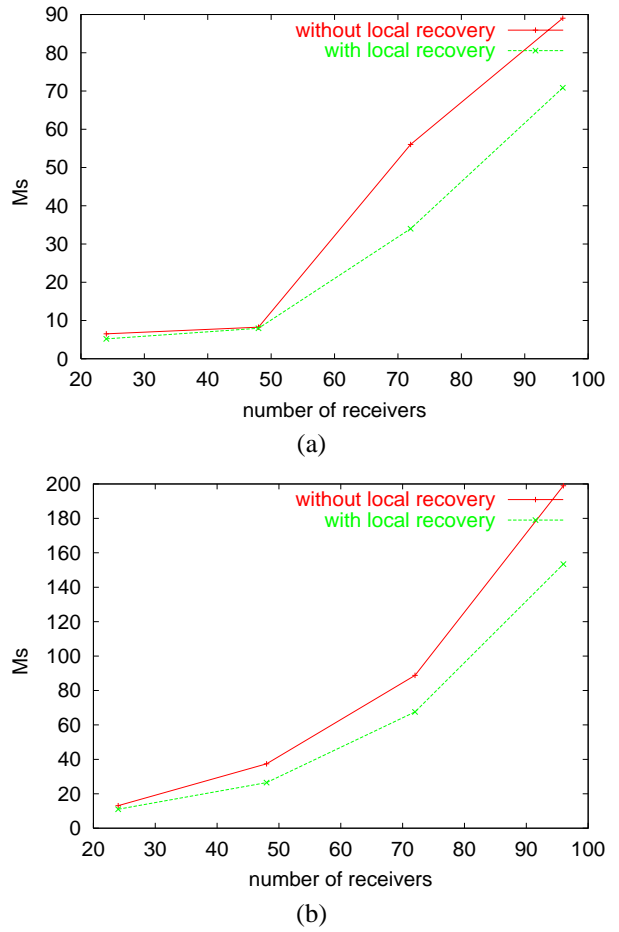 90
80
70
60
50
40
30
20
10
0
Ms
without local recovery
with local recovery
20 30 40 50 60 70 80 90 100
number of receivers
(a)
200
180
160
140
120
100
80
60
40
20
0
Ms
without local recovery
with local recovery
20 30 40 50 60 70 80 90 100
number of receivers
(b)